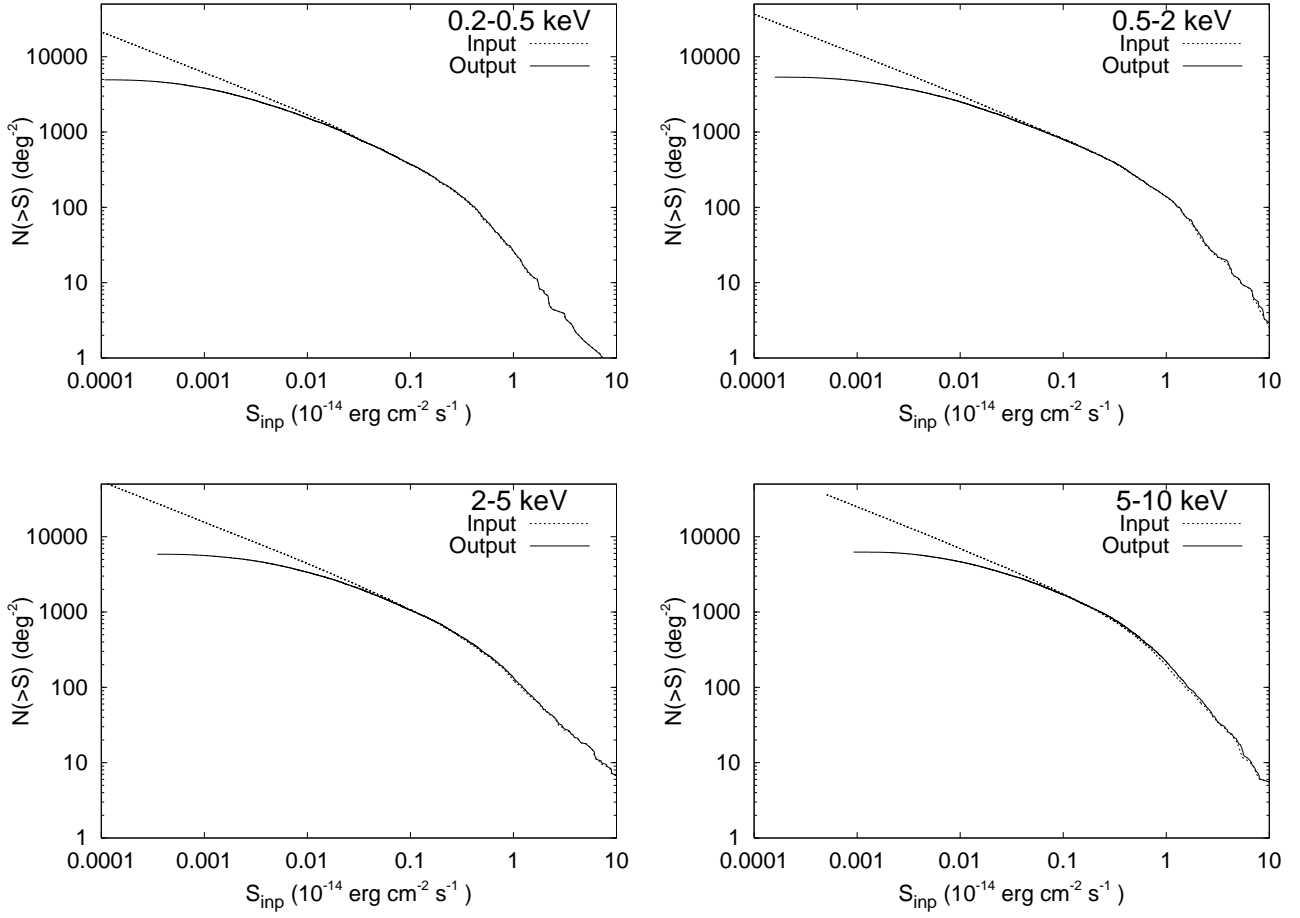 0.2-0.5 keV
Input
Output
N(>S) (deg⁻²)
10000
1000
100
10
1
0.0001 0.001 0.01 0.1 1 10
S_inp (10⁻¹⁴ erg cm⁻² s⁻¹ )
0.5-2 keV
Input
Output
N(>S) (deg⁻²)
10000
1000
100
10
1
0.0001 0.001 0.01 0.1 1 10
S_inp (10⁻¹⁴ erg cm⁻² s⁻¹ )
2-5 keV
Input
Output
N(>S) (deg⁻²)
10000
1000
100
10
1
0.0001 0.001 0.01 0.1 1 10
S_inp (10⁻¹⁴ erg cm⁻² s⁻¹ )
5-10 keV
Input
Output
N(>S) (deg⁻²)
10000
1000
100
10
1
0.0001 0.001 0.01 0.1 1 10
S_inp (10⁻¹⁴ erg cm⁻² s⁻¹ )